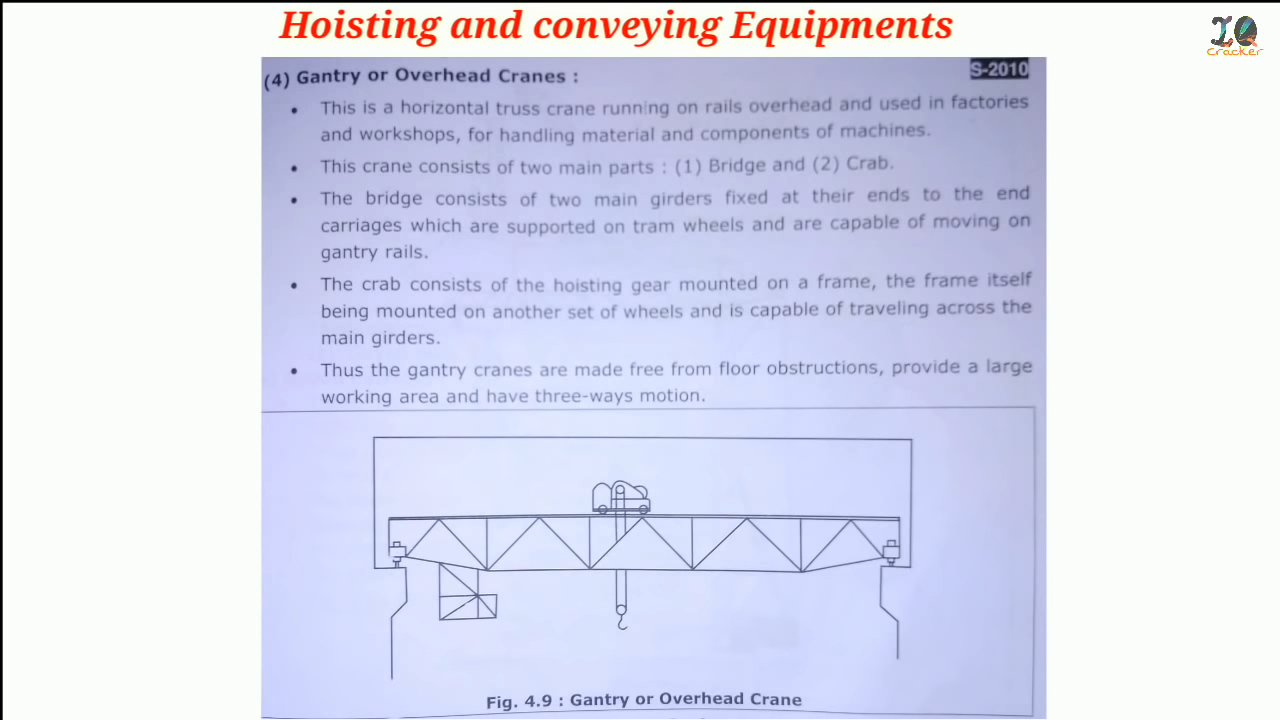 Hoisting and conveying Equipments
IQ
Cracker
(4) Gantry or Overhead Cranes :
S-2010
• This is a horizontal truss crane running on rails overhead and used in factories
and workshops, for handling material and components of machines.
• This crane consists of two main parts : (1) Bridge and (2) Crab.
• The bridge consists of two main girders fixed at their ends to the end
carriages which are supported on tram wheels and are capable of moving on
gantry rails.
• The crab consists of the hoisting gear mounted on a frame, the frame itself
being mounted on another set of wheels and is capable of traveling across the
main girders.
• Thus the gantry cranes are made free from floor obstructions, provide a large
working area and have three-ways motion.
Fig. 4.9 : Gantry or Overhead Crane